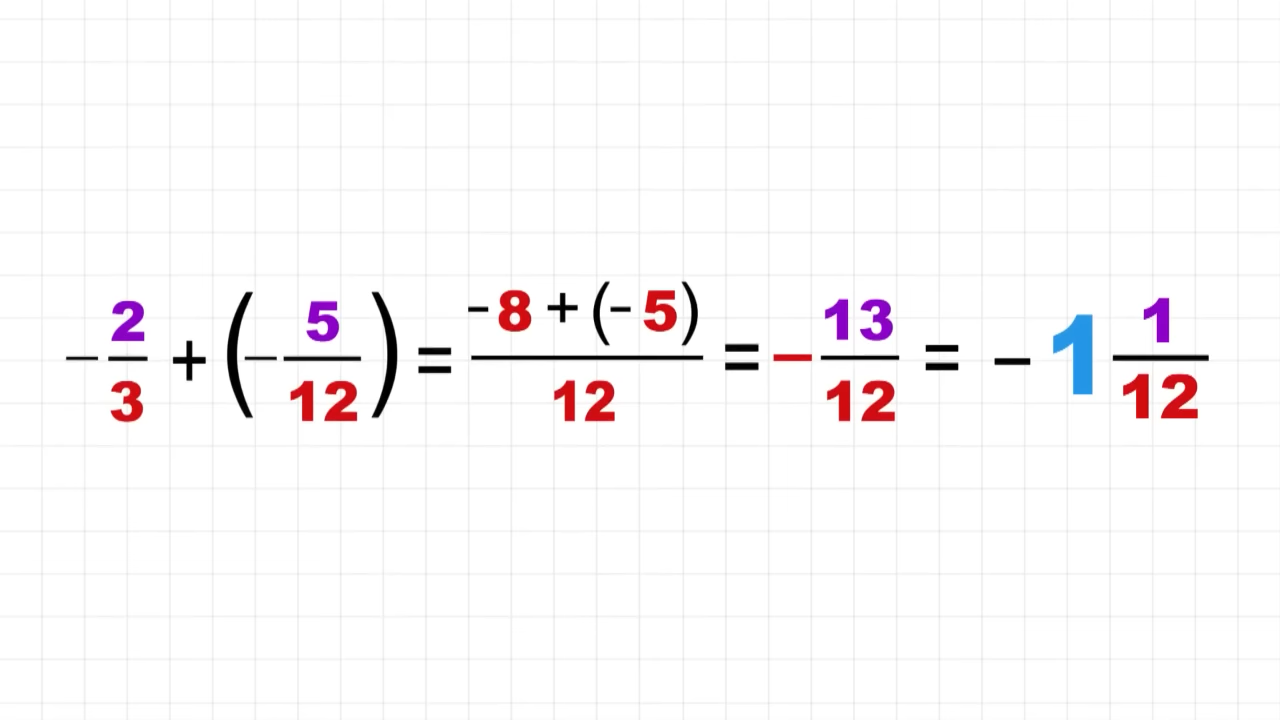 −2/3 + (−5/12) = −8 + (−5)/12 = −13/12 = −1 1/12